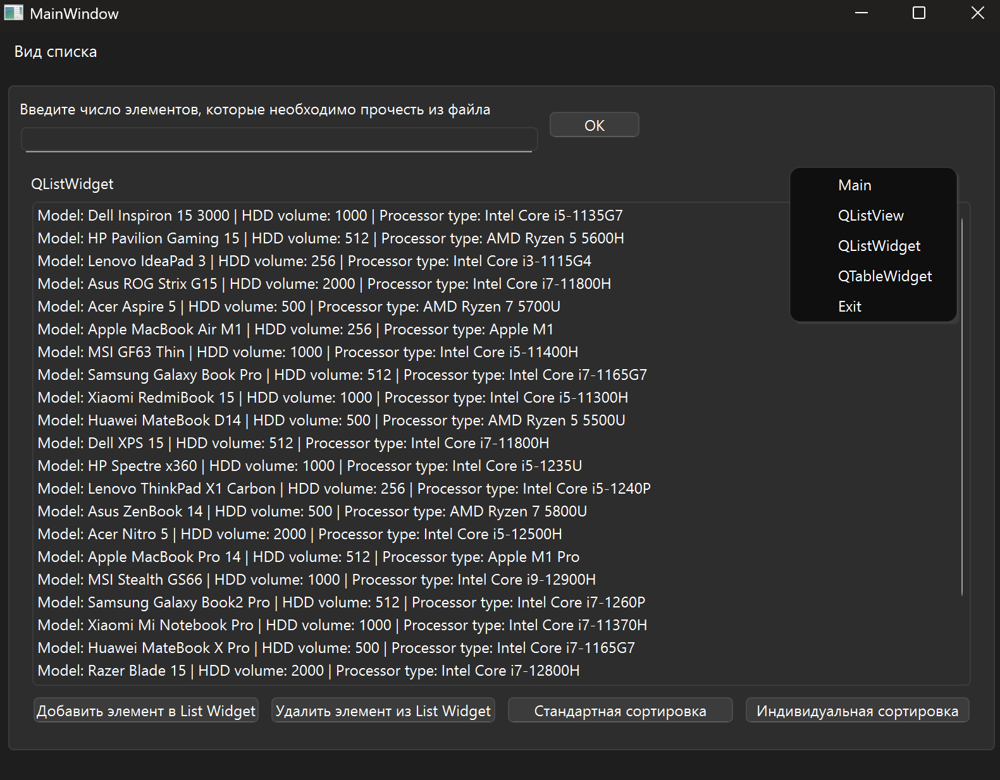 MainWindow
Вид списка
Введите число элементов, которые необходимо прочесть из файла
OK
QListWidget
Main
QListView
QListWidget
QTableWidget
Exit
Model: Dell Inspiron 15 3000 | HDD volume: 1000 | Processor type: Intel Core i5-1135G7
Model: HP Pavilion Gaming 15 | HDD volume: 512 | Processor type: AMD Ryzen 5 5600H
Model: Lenovo IdeaPad 3 | HDD volume: 256 | Processor type: Intel Core i3-1115G4
Model: Asus ROG Strix G15 | HDD volume: 2000 | Processor type: Intel Core i7-11800H
Model: Acer Aspire 5 | HDD volume: 500 | Processor type: AMD Ryzen 7 5700U
Model: Apple MacBook Air M1 | HDD volume: 256 | Processor type: Apple M1
Model: MSI GF63 Thin | HDD volume: 1000 | Processor type: Intel Core i5-11400H
Model: Samsung Galaxy Book Pro | HDD volume: 512 | Processor type: Intel Core i7-1165G7
Model: Xiaomi RedmiBook 15 | HDD volume: 1000 | Processor type: Intel Core i5-11300H
Model: Huawei MateBook D14 | HDD volume: 500 | Processor type: AMD Ryzen 5 5500U
Model: Dell XPS 15 | HDD volume: 512 | Processor type: Intel Core i7-11800H
Model: HP Spectre x360 | HDD volume: 1000 | Processor type: Intel Core i5-1235U
Model: Lenovo ThinkPad X1 Carbon | HDD volume: 256 | Processor type: Intel Core i5-1240P
Model: Asus ZenBook 14 | HDD volume: 500 | Processor type: AMD Ryzen 7 5800U
Model: Acer Nitro 5 | HDD volume: 2000 | Processor type: Intel Core i5-12500H
Model: Apple MacBook Pro 14 | HDD volume: 512 | Processor type: Apple M1 Pro
Model: MSI Stealth GS66 | HDD volume: 1000 | Processor type: Intel Core i9-12900H
Model: Samsung Galaxy Book2 Pro | HDD volume: 512 | Processor type: Intel Core i7-1260P
Model: Xiaomi Mi Notebook Pro | HDD volume: 1000 | Processor type: Intel Core i7-11370H
Model: Huawei MateBook X Pro | HDD volume: 500 | Processor type: Intel Core i7-1165G7
Model: Razer Blade 15 | HDD volume: 2000 | Processor type: Intel Core i7-12800H
Добавить элемент в List Widget
Удалить элемент из List Widget
Стандартная сортировка
Индивидуальная сортировка